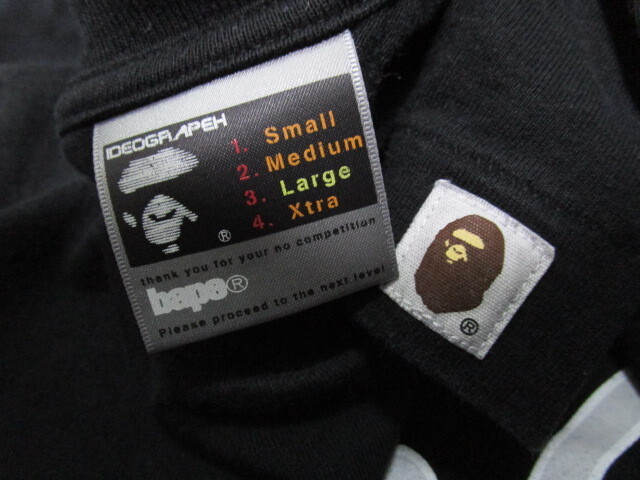 IDEOGRAPEH
1. Small
2. Medium
3. Large
4. Xtra
®
thank you for your no competition
bape®
Please proceed to the next level
®